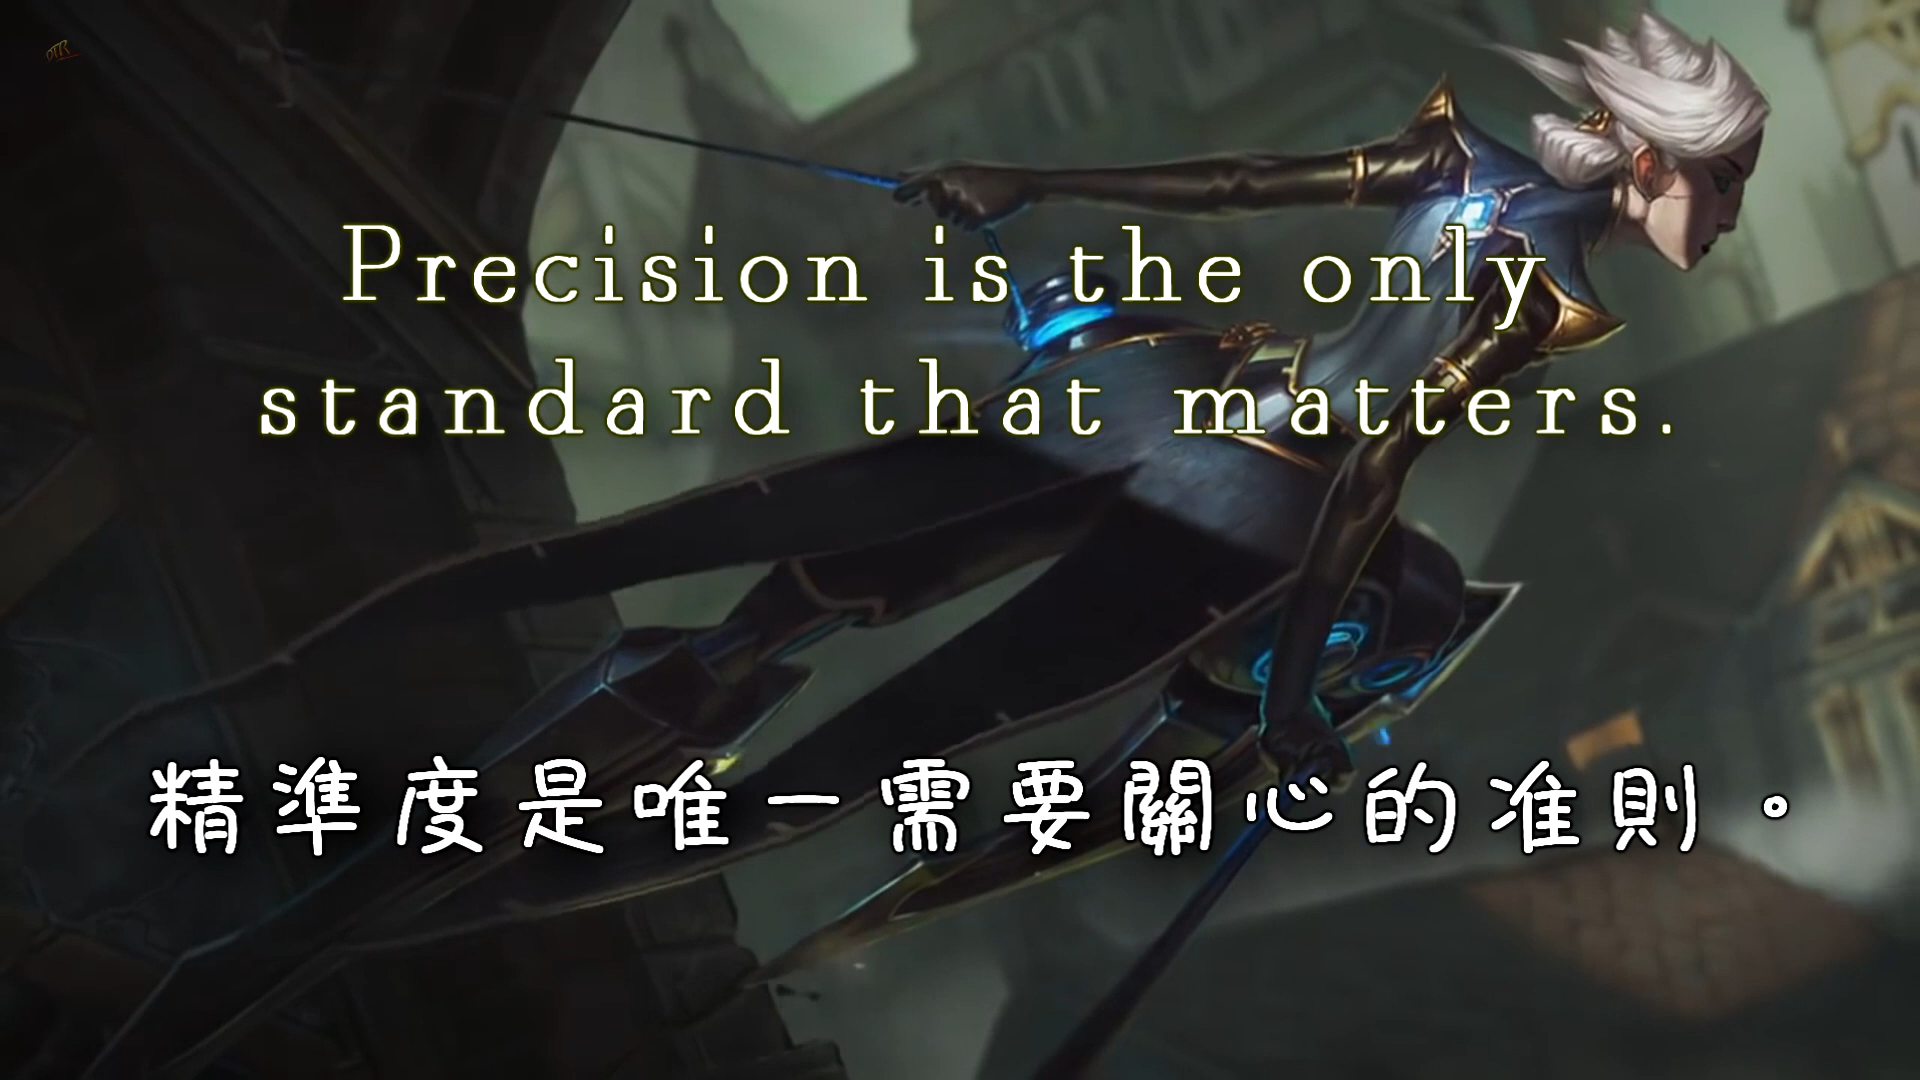 OTR
Precision is the only
standard that matters.
精準度是唯一需要關心的准則。